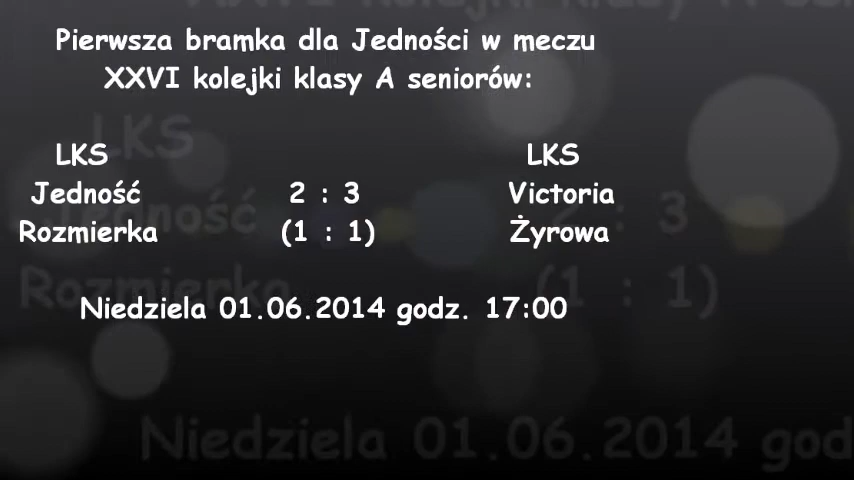 Pierwsza bramka dla Jedności w meczu
XXVI kolejki klasy A seniorów:
LKS LKS
Jedność 2 : 3 Victoria
Rozmierka (1 : 1) Żyrowa
Niedziela 01.06.2014 godz. 17:00